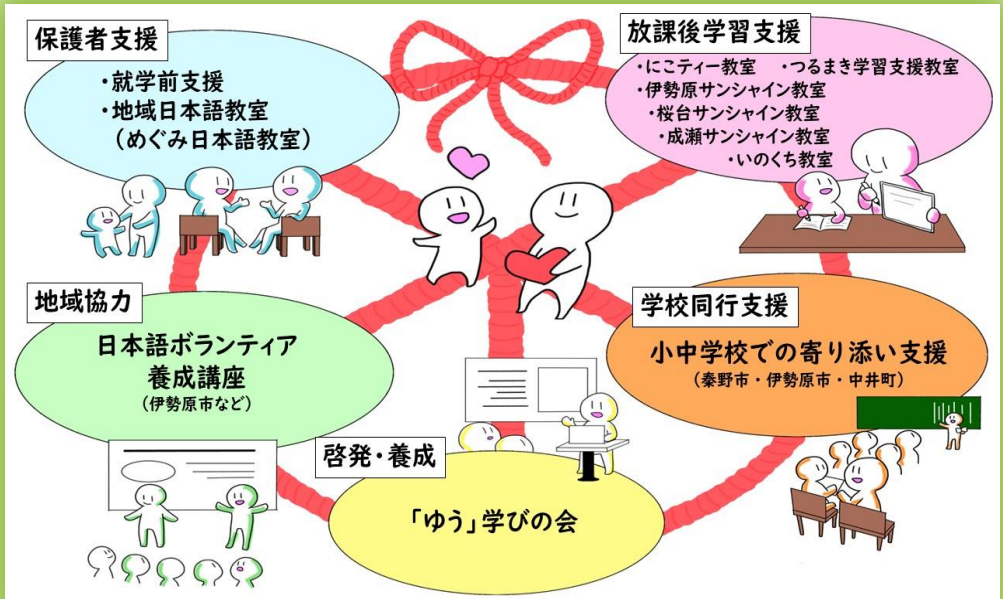 保護者支援
・就学前支援
・地域日本語教室
(めぐみ日本語教室)
放課後学習支援
・にこティー教室 ・つるまき学習支援教室
・伊勢原サンシャイン教室
・桜台サンシャイン教室
・成瀬サンシャイン教室
・いのくち教室
地域協力
日本語ボランティア
養成講座
(伊勢原市など)
学校同行支援
小中学校での寄り添い支援
(秦野市・伊勢原市・中井町)
啓発・養成
「ゆう」学びの会